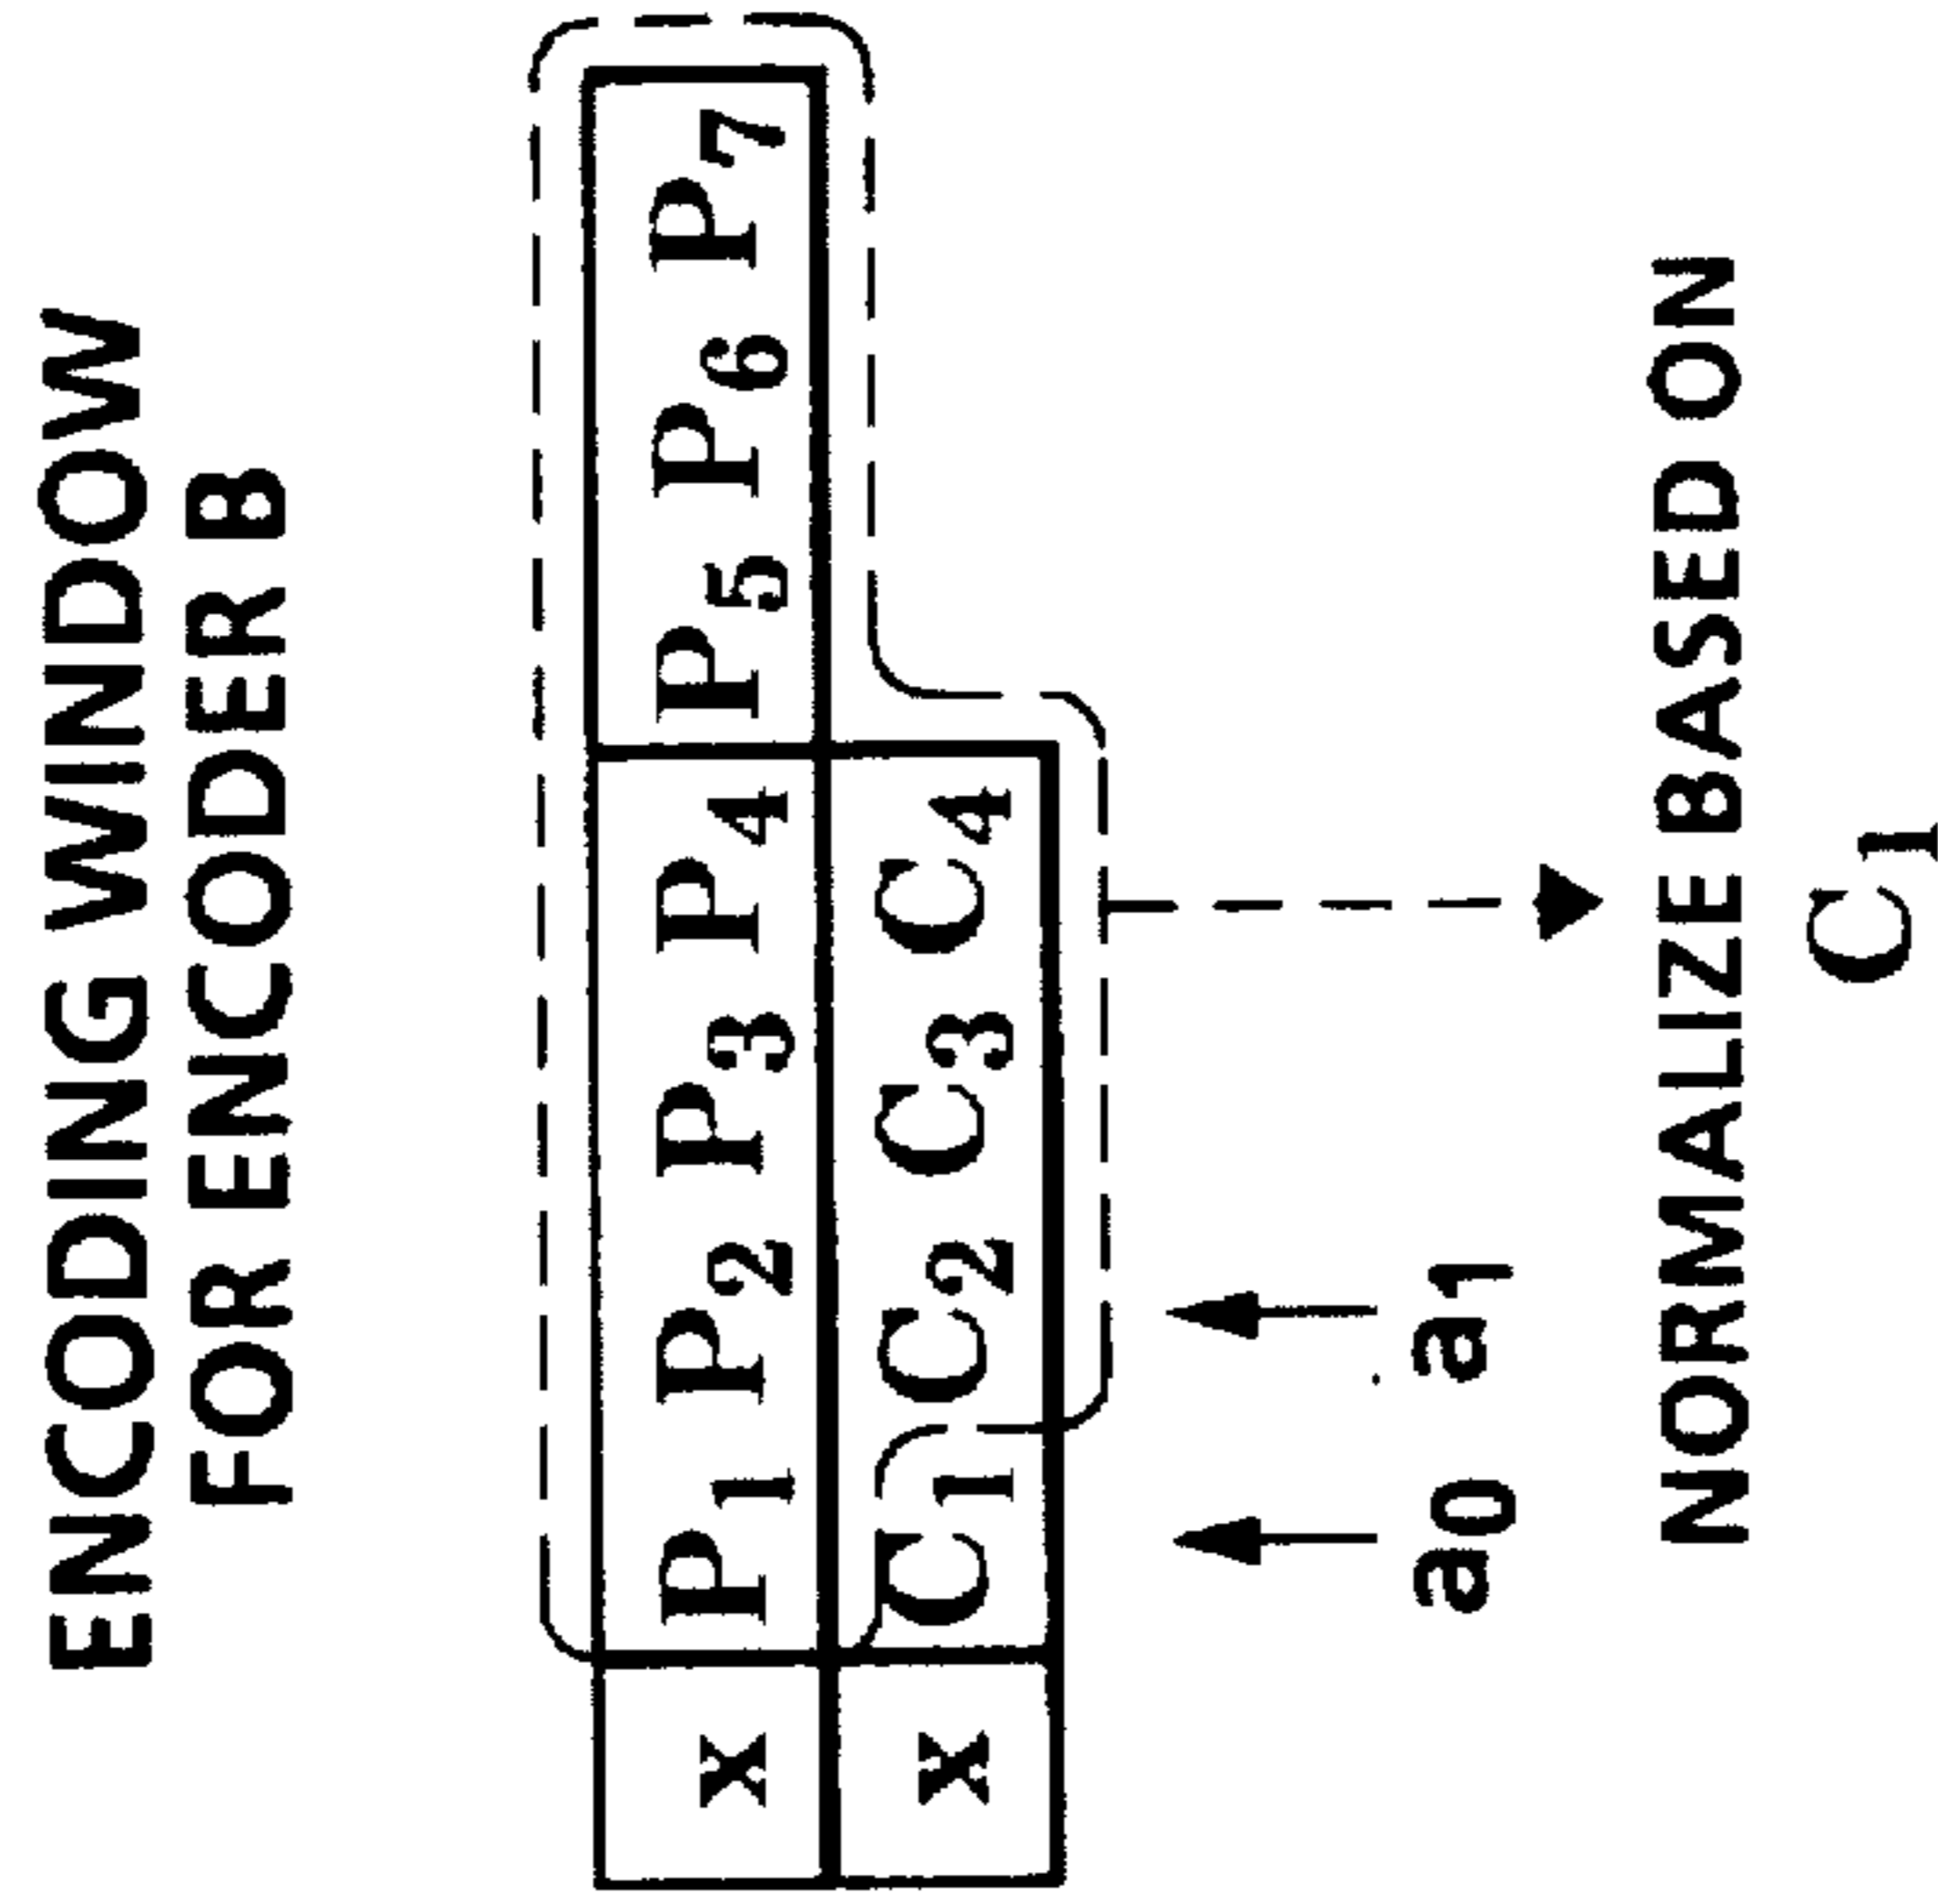 ENCODING WINDOW
FOR ENCODER B
x P1 P2 P3 P4 P5 P6 P7
x C1 C2 C3 C4
a0 a1
NORMALIZE BASED ON
C1